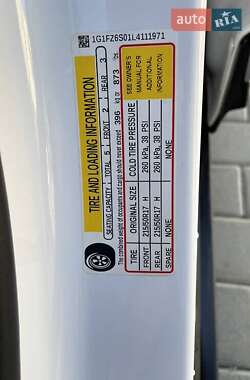 AUTO
RIA
1G1FZ6S01L4111971
TIRE AND LOADING INFORMATION
SEATING CAPACITY TOTAL 5 FRONT 2 REAR 3
The combined weight of occupants and cargo should never exceed 396 kg or 873 lbs
TIRE ORIGINAL SIZE COLD TIRE PRESSURE
FRONT 215/50R17 H 260 kPa, 38 PSI
REAR 215/50R17 H 260 kPa, 38 PSI
SPARE NONE NONE
SEE OWNER'S
MANUAL FOR
ADDITIONAL
INFORMATION